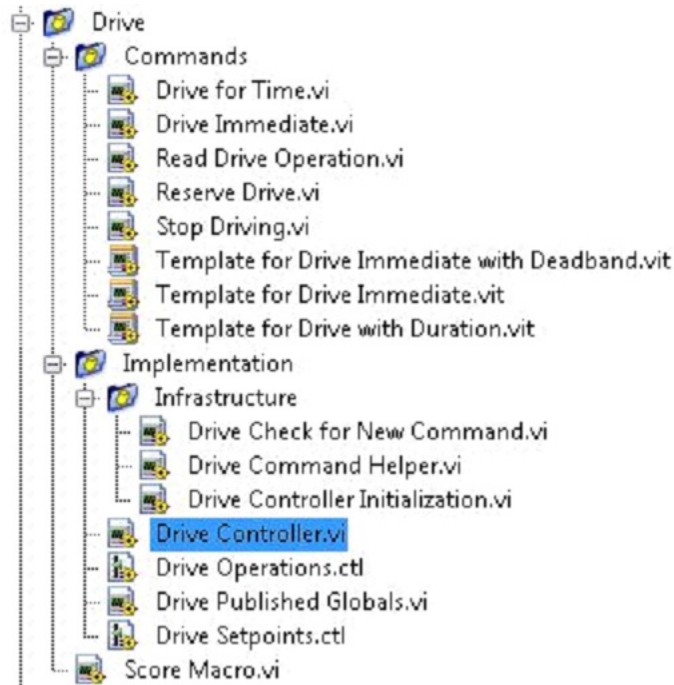 Drive
Commands
Drive for Time.vi
Drive Immediate.vi
Read Drive Operation.vi
Reserve Drive.vi
Stop Driving.vi
Template for Drive Immediate with Deadband.vit
Template for Drive Immediate.vit
Template for Drive with Duration.vit
Implementation
Infrastructure
Drive Check for New Command.vi
Drive Command Helper.vi
Drive Controller Initialization.vi
Drive Controller.vi
Drive Operations.ctl
Drive Published Globals.vi
Drive Setpoints.ctl
Score Macro.vi